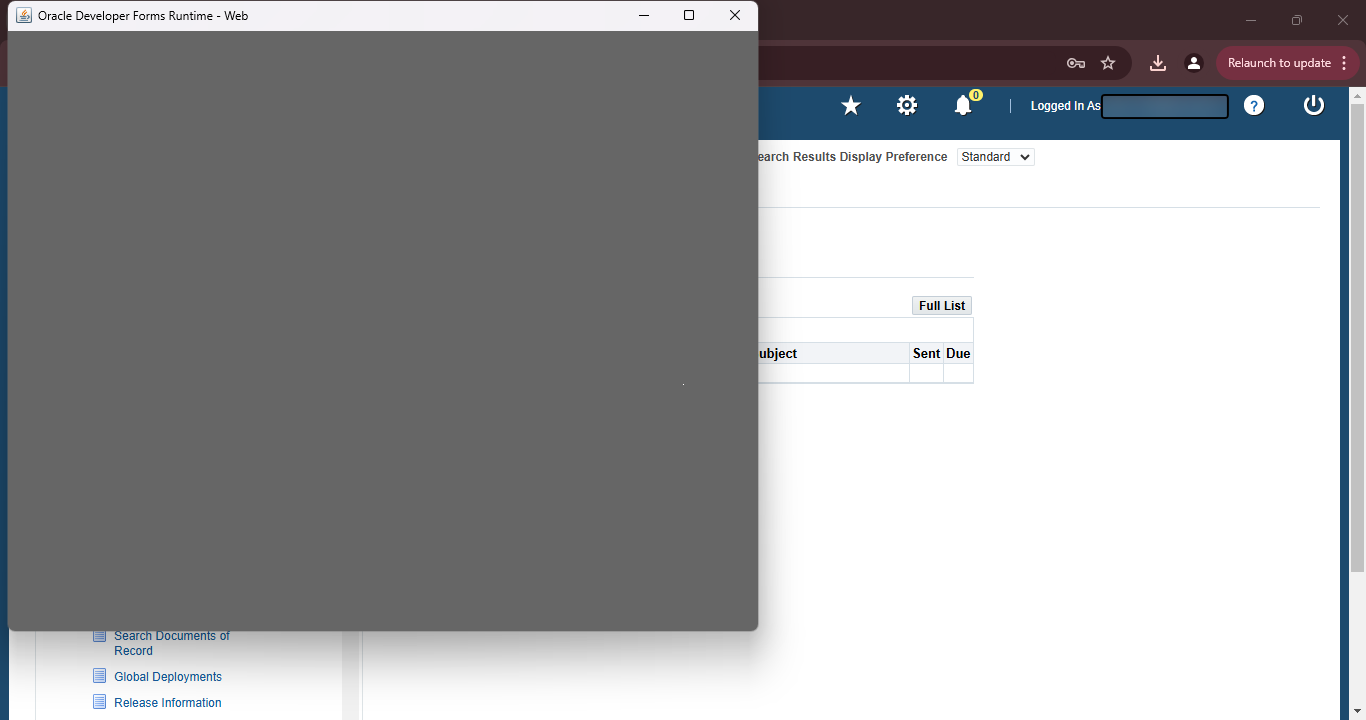 Oracle Developer Forms Runtime - Web
Relaunch to update
0
Logged In As
?
earch Results Display Preference Standard
Full List
ubject Sent Due
Search Documents of
Record
Global Deployments
Release Information